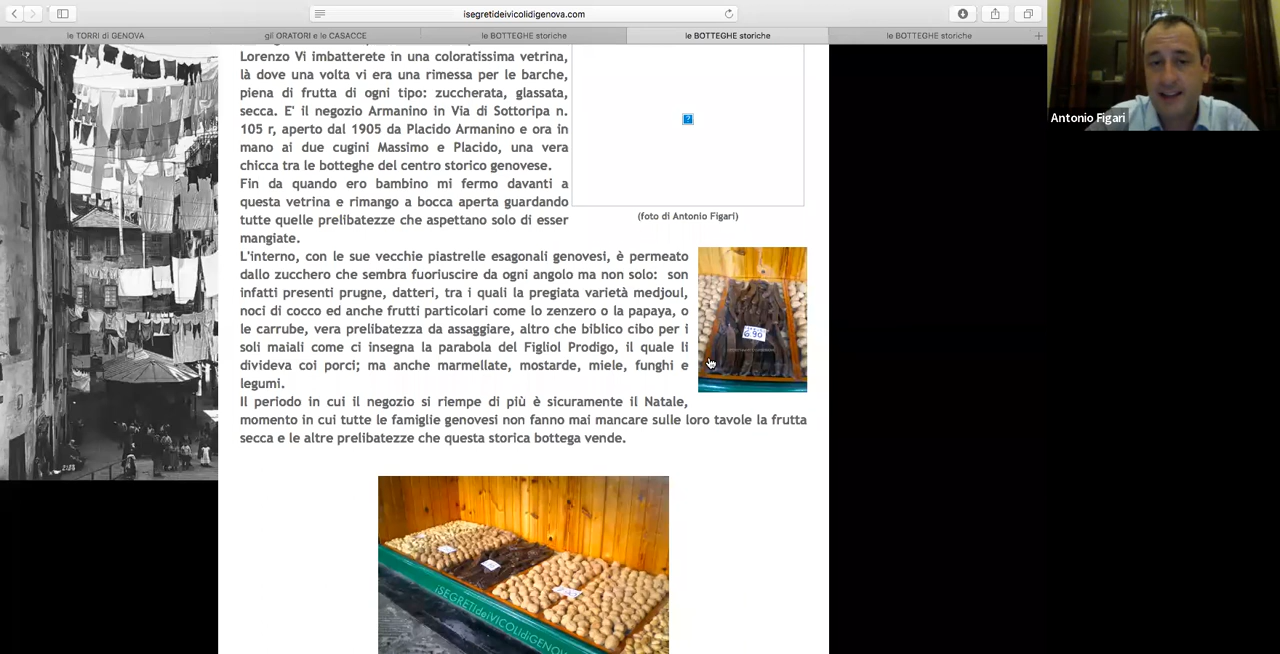 isegretideivicolidigenova.com
le TORRI di GENOVA
gli ORATORI e le CASACCE
le BOTTEGHE storiche
le BOTTEGHE storiche
le BOTTEGHE storiche
Antonio Figari
Lorenzo Vi imbatterete in una coloratissima vetrina,
là dove una volta vi era una rimessa per le barche,
piena di frutta di ogni tipo: zuccherata, glassata,
secca. E' il negozio Armanino in Via di Sottoripa n.
105 r, aperto dal 1905 da Placido Armanino e ora in
mano ai due cugini Massimo e Placido, una vera
chicca tra le botteghe del centro storico genovese.
Fin da quando ero bambino mi fermo davanti a
questa vetrina e rimango a bocca aperta guardando
tutte quelle prelibatezze che aspettano solo di esser
mangiate.
(foto di Antonio Figari)
L'interno, con le sue vecchie piastrelle esagonali genovesi, è permeato
dallo zucchero che sembra fuoriuscire da ogni angolo ma non solo: son
infatti presenti prugne, datteri, tra i quali la pregiata varietà medjoul,
noci di cocco ed anche frutti particolari come lo zenzero o la papaya, o
le carrube, vera prelibatezza da assaggiare, altro che biblico cibo per i
soli maiali come ci insegna la parabola del Figliol Prodigo, il quale li
divideva coi porci; ma anche marmellate, mostarde, miele, funghi e
legumi.
Il periodo in cui il negozio si riempe di più è sicuramente il Natale,
momento in cui tutte le famiglie genovesi non fanno mai mancare sulle loro tavole la frutta
secca e le altre prelibatezze che questa storica bottega vende.
6,90
iSEGRETIdeiVICOLIdiGENOVA